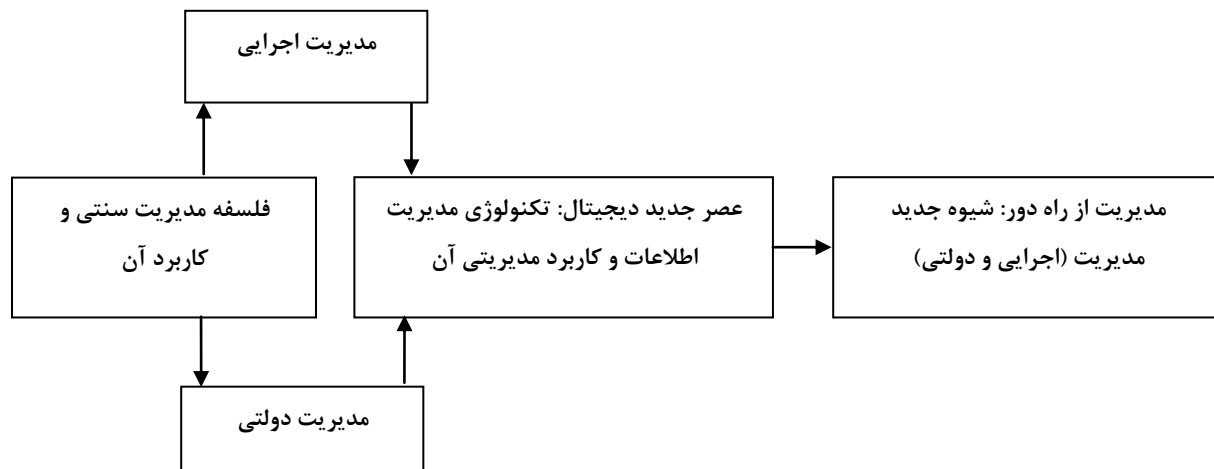 مدیریت اجرایی
فلسفه مدیریت سنتی و
کاربرد آن
عصر جدید دیجیتال: تکنولوژی مدیریت
اطلاعات و کاربرد مدیریتی آن
مدیریت از راه دور: شیوه جدید
مدیریت (اجرایی و دولتی)
مدیریت دولتی